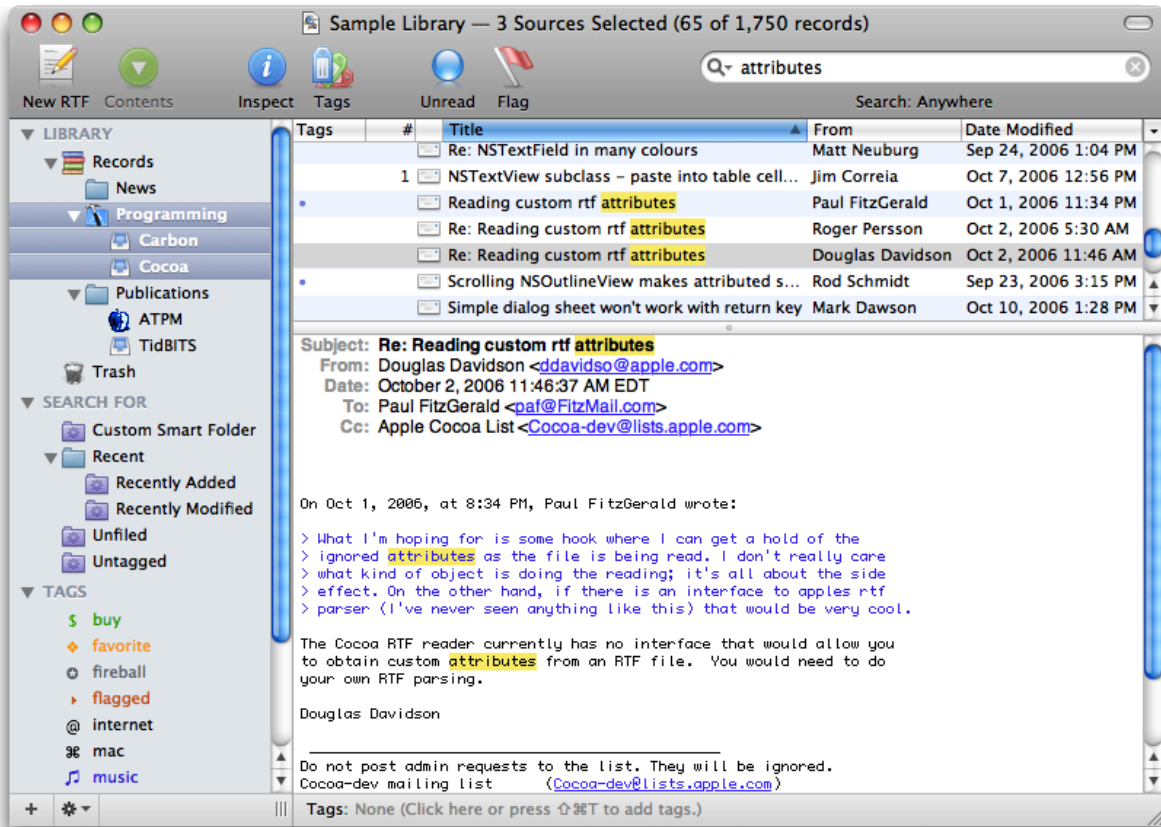 Sample Library — 3 Sources Selected (65 of 1,750 records)
attributes
New RTF Contents Inspect Tags Unread Flag Search: Anywhere
LIBRARY
Records
News
Programming
Carbon
Cocoa
Publications
ATPM
TidBITS
Trash
SEARCH FOR
Custom Smart Folder
Recent
Recently Added
Recently Modified
Unfiled
Untagged
TAGS
$ buy
favorite
fireball
flagged
@ internet
⌘ mac
♫ music
Tags # Title From Date Modified
Re: NSTextField in many colours Matt Neuburg Sep 24, 2006 1:04 PM
1 NSTextView subclass – paste into table cell... Jim Correia Oct 7, 2006 12:56 PM
• Reading custom rtf attributes Paul FitzGerald Oct 1, 2006 11:34 PM
Re: Reading custom rtf attributes Roger Persson Oct 2, 2006 5:30 AM
Re: Reading custom rtf attributes Douglas Davidson Oct 2, 2006 11:46 AM
• Scrolling NSOutlineView makes attributed s... Rod Schmidt Sep 23, 2006 3:15 PM
Simple dialog sheet won't work with return key Mark Dawson Oct 10, 2006 1:28 PM
Subject: Re: Reading custom rtf attributes
From: Douglas Davidson <ddavidso@apple.com>
Date: October 2, 2006 11:46:37 AM EDT
To: Paul FitzGerald <paf@FitzMail.com>
Cc: Apple Cocoa List <Cocoa-dev@lists.apple.com>
On Oct 1, 2006, at 8:34 PM, Paul FitzGerald wrote:
> What I'm hoping for is some hook where I can get a hold of the
> ignored attributes as the file is being read. I don't really care
> what kind of object is doing the reading; it's all about the side
> effect. On the other hand, if there is an interface to apples rtf
> parser (I've never seen anything like this) that would be very cool.
The Cocoa RTF reader currently has no interface that would allow you
to obtain custom attributes from an RTF file.  You would need to do
your own RTF parsing.
Douglas Davidson
Do not post admin requests to the list. They will be ignored.
Cocoa-dev mailing list (Cocoa-dev@lists.apple.com)
Tags: None (Click here or press ⇧⌘T to add tags.)